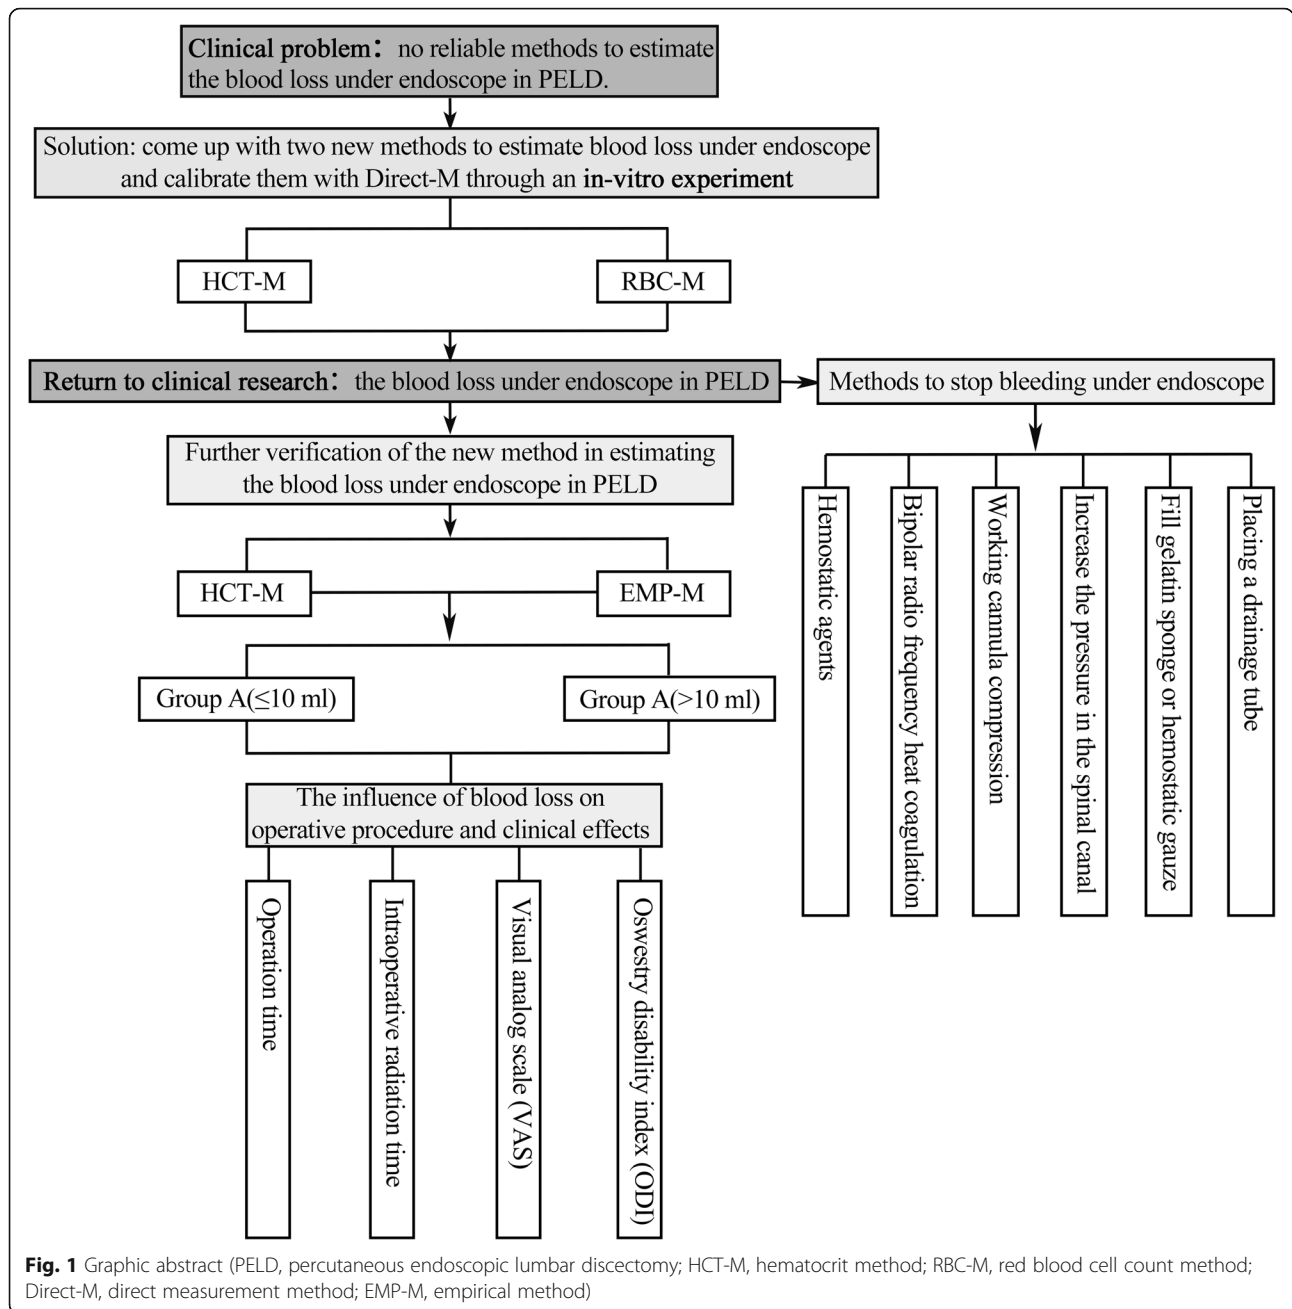 Clinical problem： no reliable methods to estimate
the blood loss under endoscope in PELD.
Solution: come up with two new methods to estimate blood loss under endoscope
and calibrate them with Direct-M through an in-vitro experiment
HCT-M
RBC-M
Return to clinical research： the blood loss under endoscope in PELD
Methods to stop bleeding under endoscope
Further verification of the new method in estimating
the blood loss under endoscope in PELD
HCT-M
EMP-M
Group A(≤10 ml)
Group A(>10 ml)
The influence of blood loss on
operative procedure and clinical effects
Operation time
Intraoperative radiation time
Visual analog scale (VAS)
Oswestry disability index (ODI)
Hemostatic agents
Bipolar radio frequency heat coagulation
Working cannula compression
Increase the pressure in the spinal canal
Fill gelatin sponge or hemostatic gauze
Placing a drainage tube
Fig. 1 Graphic abstract (PELD, percutaneous endoscopic lumbar discectomy; HCT-M, hematocrit method; RBC-M, red blood cell count method;
Direct-M, direct measurement method; EMP-M, empirical method)